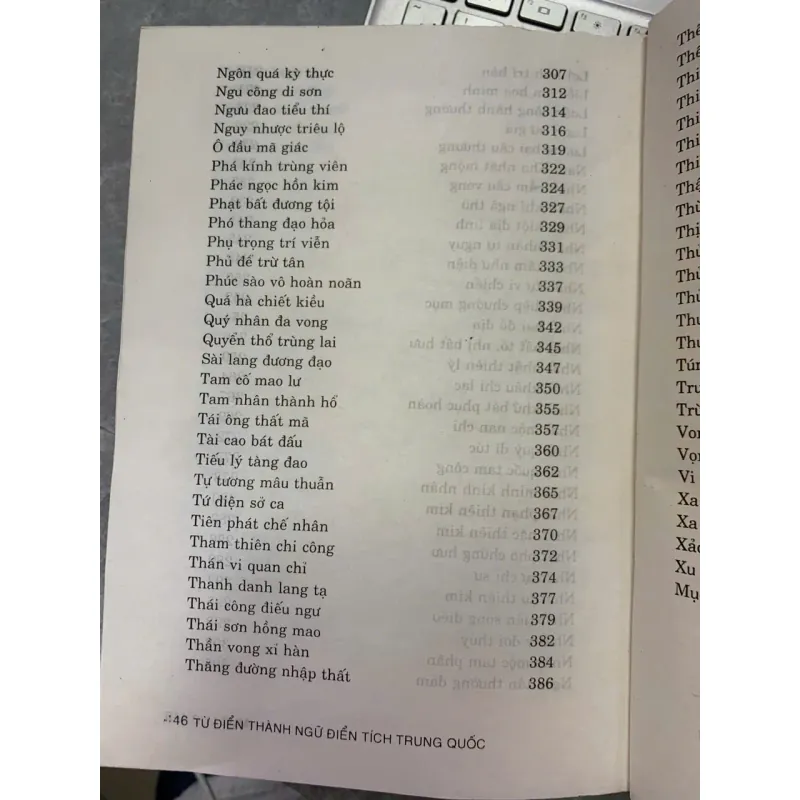 Ngôn quá kỳ thực 307
Ngu công di sơn 312
Ngưu đao tiểu thí 314
Nguy nhược triêu lộ 316
Ô đầu mã giác 319
Phá kính trùng viên 322
Phác ngọc hồn kim 324
Phạt bất đương tội 327
Phó thang đạo hỏa 329
Phụ trọng trí viễn 331
Phủ để trừ tân 333
Phúc sào vô hoàn noãn 337
Quá hà chiết kiều 339
Quý nhân đa vong 342
Quyển thổ trùng lai 345
Sài lang đương đạo 347
Tam cố mao lư 350
Tam nhân thành hổ 355
Tái ông thất mã 357
Tài cao bát đấu 360
Tiếu lý tàng đao 362
Tự tương mâu thuẫn 365
Tứ diện sở ca 367
Tiên phát chế nhân 370
Tham thiên chi công 372
Thán vi quan chỉ 374
Thanh danh lang tạ 377
Thái công điếu ngư 379
Thái sơn hồng mao 382
Thần vong xỉ hàn 384
Thăng đường nhập thất 386
46 TỪ ĐIỂN THÀNH NGỮ ĐIỂN TÍCH TRUNG QUỐC
Vi
Xa
Xa
Xu